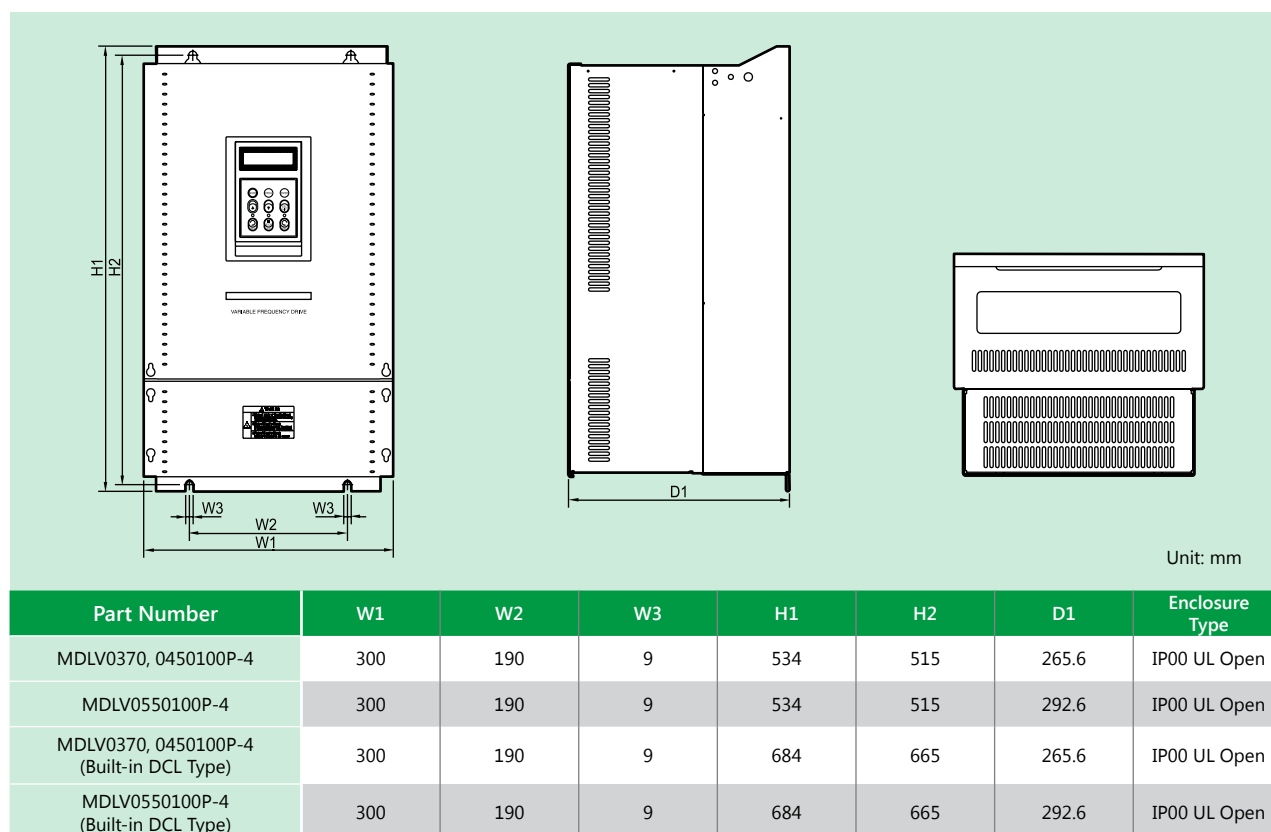 H1
H2
VARIABLE FREQUENCY DRIVE
W3
W3
W2
W1
D1
Unit: mm
Part Number W1 W2 W3 H1 H2 D1 Enclosure Type
MDLV0370, 0450100P-4 300 190 9 534 515 265.6 IP00 UL Open
MDLV0550100P-4 300 190 9 534 515 292.6 IP00 UL Open
MDLV0370, 0450100P-4
(Built-in DCL Type) 300 190 9 684 665 265.6 IP00 UL Open
MDLV0550100P-4
(Built-in DCL Type) 300 190 9 684 665 292.6 IP00 UL Open